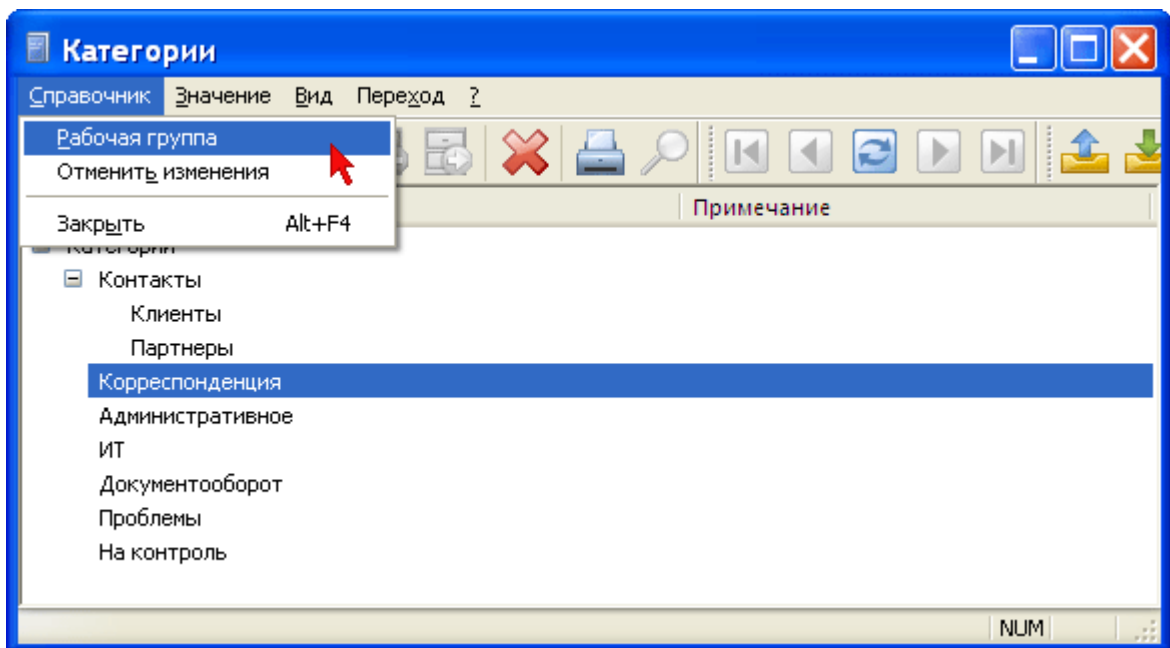 Категории
Справочник Значение Вид Переход ?
Рабочая группа
Отменить изменения
Закрыть Alt+F4
Примечание
Категории
Контакты
Клиенты
Партнеры
Корреспонденция
Административное
ИТ
Документооборот
Проблемы
На контроль
NUM